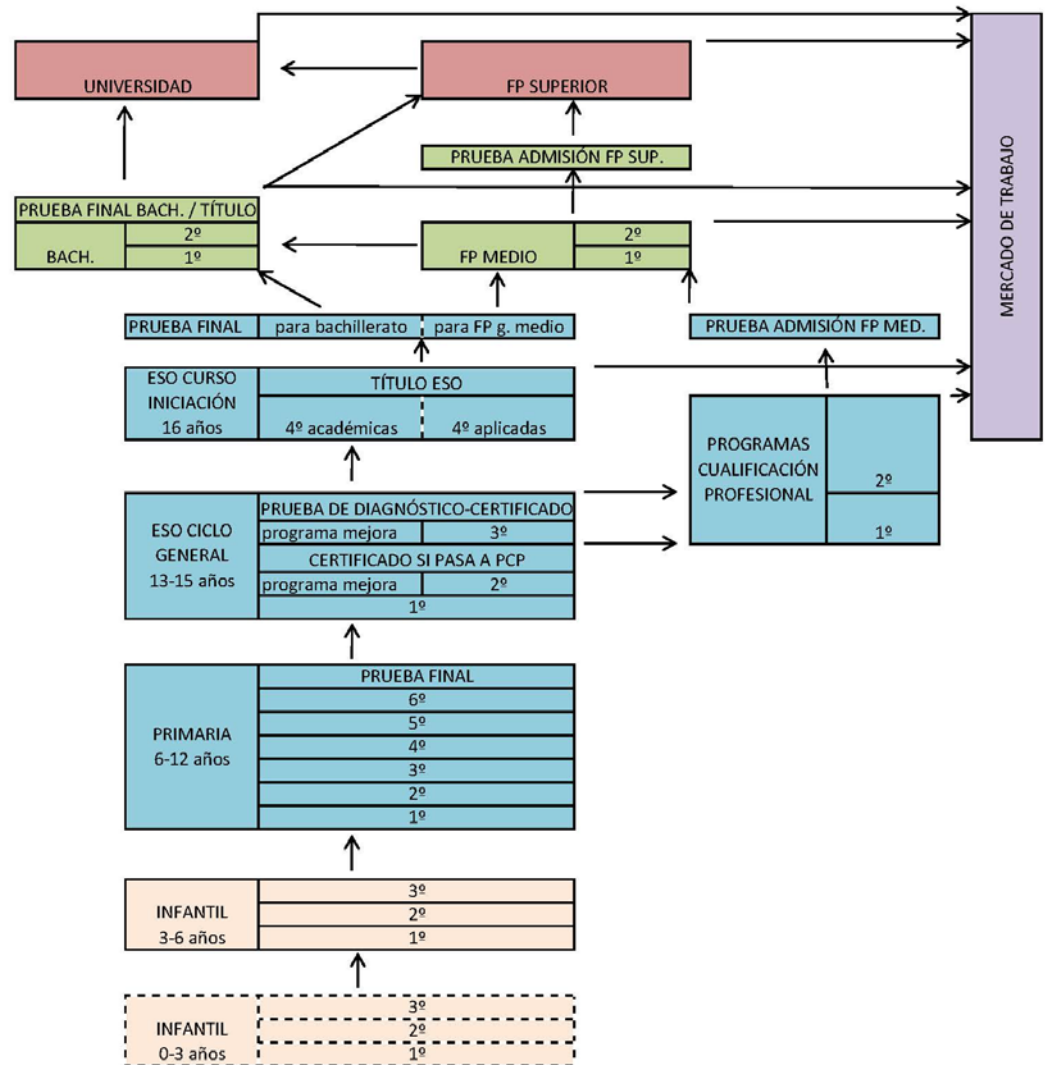 UNIVERSIDAD
FP SUPERIOR
PRUEBA ADMISIÓN FP SUP.
MERCADO DE TRABAJO
PRUEBA FINAL BACH. / TÍTULO
2º
BACH.
1º
2º
FP MEDIO
1º
PRUEBA FINAL
para bachillerato
para FP g. medio
PRUEBA ADMISIÓN FP MED.
ESO CURSO
INICIACIÓN
16 años
TÍTULO ESO
4º académicas
4º aplicadas
PROGRAMAS
CUALIFICACIÓN
PROFESIONAL
2º
1º
ESO CICLO
GENERAL
13-15 años
PRUEBA DE DIAGNÓSTICO-CERTIFICADO
programa mejora
3º
CERTIFICADO SI PASA A PCP
programa mejora
2º
1º
PRIMARIA
6-12 años
PRUEBA FINAL
6º
5º
4º
3º
2º
1º
INFANTIL
3-6 años
3º
2º
1º
INFANTIL
0-3 años
3º
2º
1º